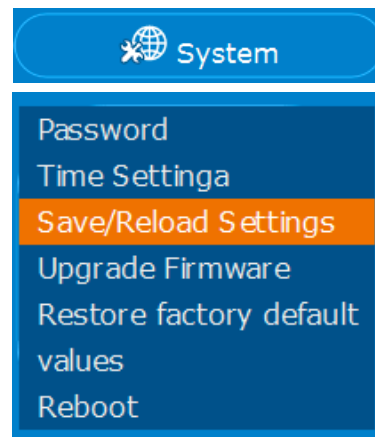 System
Password
Time Settinga
Save/Reload Settings
Upgrade Firmware
Restore factory default
values
Reboot